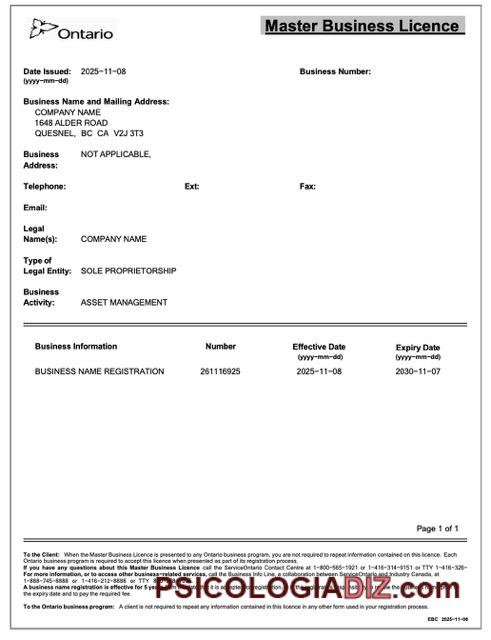 Ontario
Master Business Licence
Date Issued: 2025-11-08
(yyyy-mm-dd)
Business Number:
Business Name and Mailing Address:
COMPANY NAME
1648 ALDER ROAD
QUESNEL, BC CA V2J 3T3
Business Address: NOT APPLICABLE,
Telephone: Ext: Fax:
Email:
Legal
Name(s): COMPANY NAME
Type of
Legal Entity: SOLE PROPRIETORSHIP
Business
Activity: ASSET MANAGEMENT
Business Information Number Effective Date Expiry Date
(yyyy-mm-dd) (yyyy-mm-dd)
BUSINESS NAME REGISTRATION 261116925 2025-11-08 2030-11-07
Page 1 of 1
To the Client: When the Master Business Licence is presented to any Ontario business program, you are not required to repeat information contained on this licence. Each
Ontario business program is required to accept this licence when presented as part of its registration process.
If you have any questions about this Master Business Licence call the ServiceOntario Contact Centre at 1-800-565-1921 or 1-416-314-9151 or TTY 1-416-326-
For more information, or to access other business-related services, call the Business Info Line, a collaboration between ServiceOntario and Industry Canada, at
1-888-745-8888 or 1-416-212-8888 or TTY
A business name registration is effective for 5 years
the expiry date and to pay the required fee.
PSICOLOGIADIZ.COM
To the Ontario business program: A client is not required to repeat any information contained in this licence in any other form used in your registration process.
EBC 2025-11-08